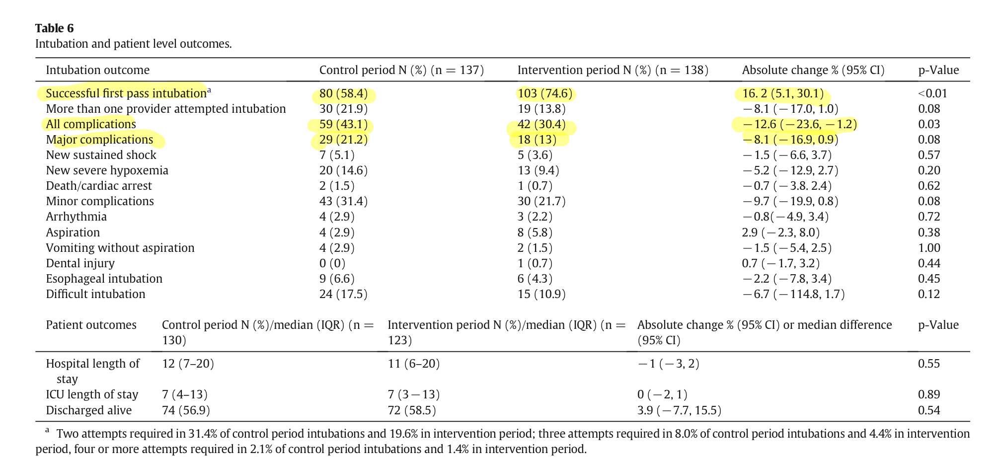 Table 6
Intubation and patient level outcomes.
Intubation outcome Control period N (%) (n = 137) Intervention period N (%) (n = 138) Absolute change % (95% CI) p-Value
Successful first pass intubationa 80 (58.4) 103 (74.6) 16. 2 (5.1, 30.1) <0.01
More than one provider attempted intubation 30 (21.9) 19 (13.8) −8.1 (−17.0, 1.0) 0.08
All complications 59 (43.1) 42 (30.4) −12.6 (−23.6, −1.2) 0.03
Major complications 29 (21.2) 18 (13) −8.1 (−16.9, 0.9) 0.08
New sustained shock 7 (5.1) 5 (3.6) −1.5 (−6.6, 3.7) 0.57
New severe hypoxemia 20 (14.6) 13 (9.4) −5.2 (−12.9, 2.7) 0.20
Death/cardiac arrest 2 (1.5) 1 (0.7) −0.7 (−3.8. 2.4) 0.62
Minor complications 43 (31.4) 30 (21.7) −9.7 (−19.9, 0.8) 0.08
Arrhythmia 4 (2.9) 3 (2.2) −0.8(−4.9, 3.4) 0.72
Aspiration 4 (2.9) 8 (5.8) 2.9 (−2.3, 8.0) 0.38
Vomiting without aspiration 4 (2.9) 2 (1.5) −1.5 (−5.4, 2.5) 1.00
Dental injury 0 (0) 1 (0.7) 0.7 (−1.7, 3.2) 0.44
Esophageal intubation 9 (6.6) 6 (4.3) −2.2 (−7.8, 3.4) 0.45
Difficult intubation 24 (17.5) 15 (10.9) −6.7 (−114.8, 1.7) 0.12
Patient outcomes Control period N (%)/median (IQR) (n = Intervention period N (%)/median (IQR) (n = Absolute change % (95% CI) or median difference p-Value
130) 123) (95% CI)
Hospital length of 12 (7–20) 11 (6–20) −1 (−3, 2) 0.55
stay
ICU length of stay 7 (4–13) 7 (3−13) 0 (−2, 1) 0.89
Discharged alive 74 (56.9) 72 (58.5) 3.9 (−7.7, 15.5) 0.54
a Two attempts required in 31.4% of control period intubations and 19.6% in intervention period; three attempts required in 8.0% of control period intubations and 4.4% in intervention
period, four or more attempts required in 2.1% of control period intubations and 1.4% in intervention period.